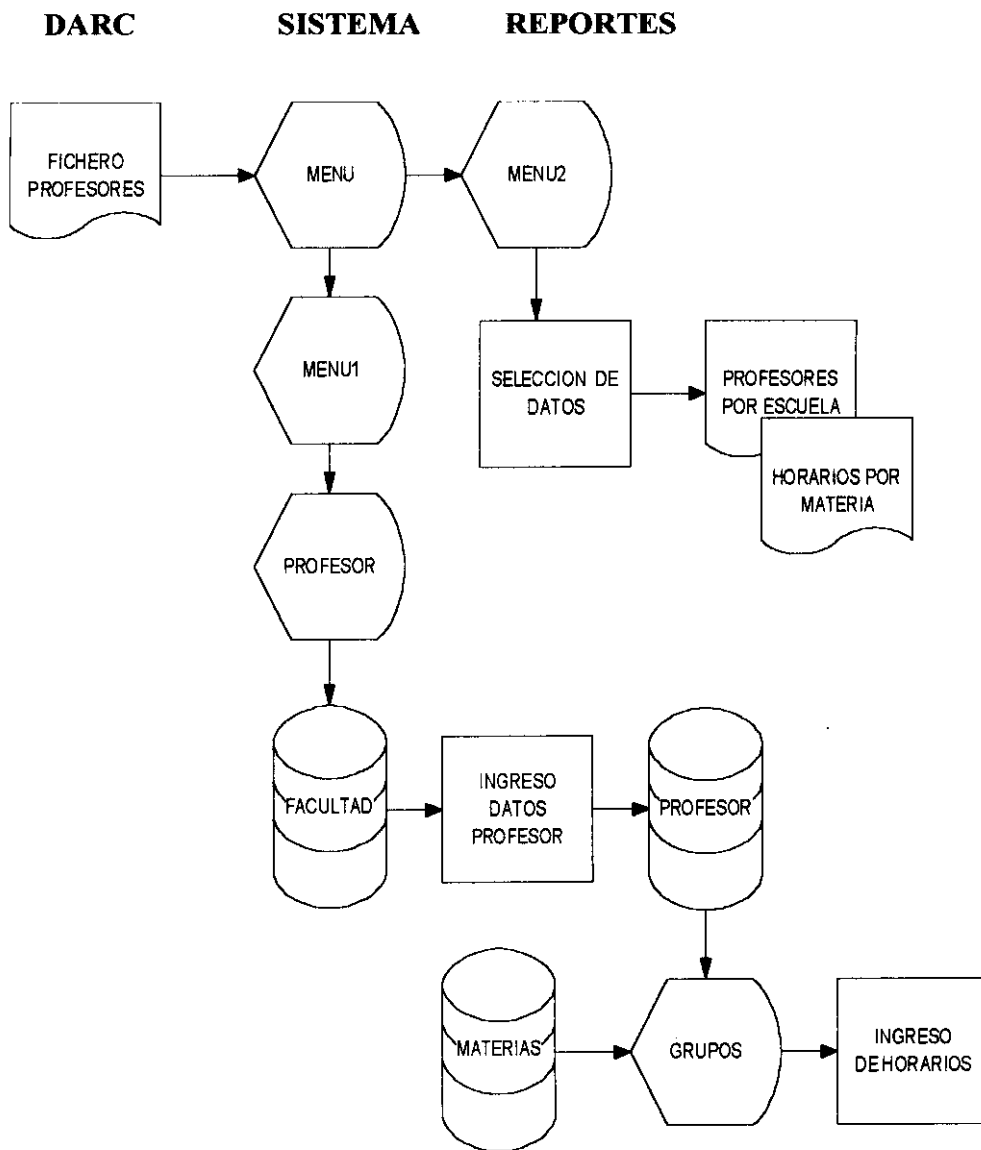 DARC SISTEMA REPORTES
FICHERO
PROFESORES
MENU
MENU2
MENU1
SELECCION DE
DATOS
PROFESORES
POR ESCUELA
HORARIOS POR
MATERIA
PROFESOR
FACULTAD
INGRESO
DATOS
PROFESOR
PROFESOR
MATERIAS
GRUPOS
INGRESO
DEHORARIOS